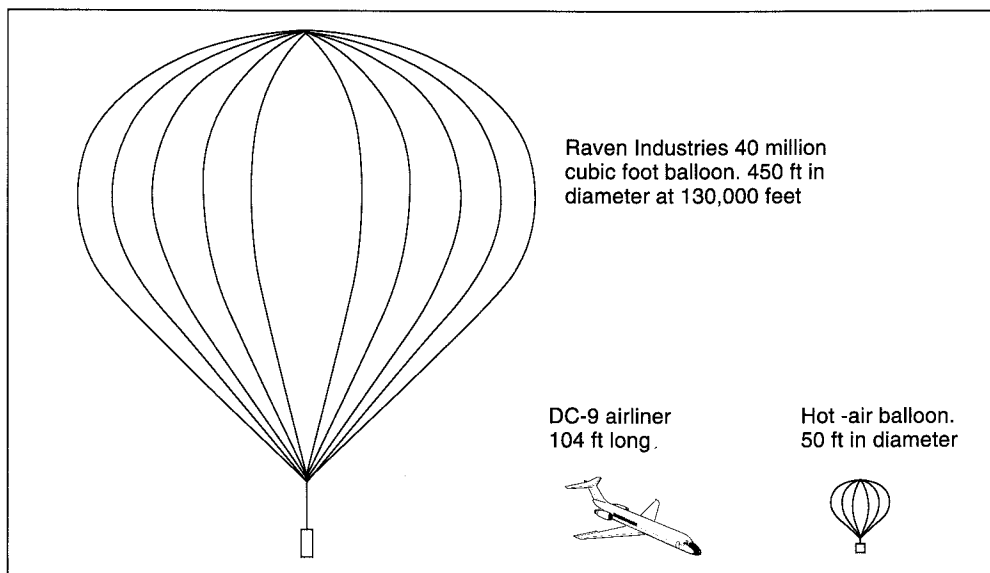 Raven Industries 40 million
cubic foot balloon. 450 ft in
diameter at 130,000 feet
DC-9 airliner
104 ft long.
Hot -air balloon.
50 ft in diameter